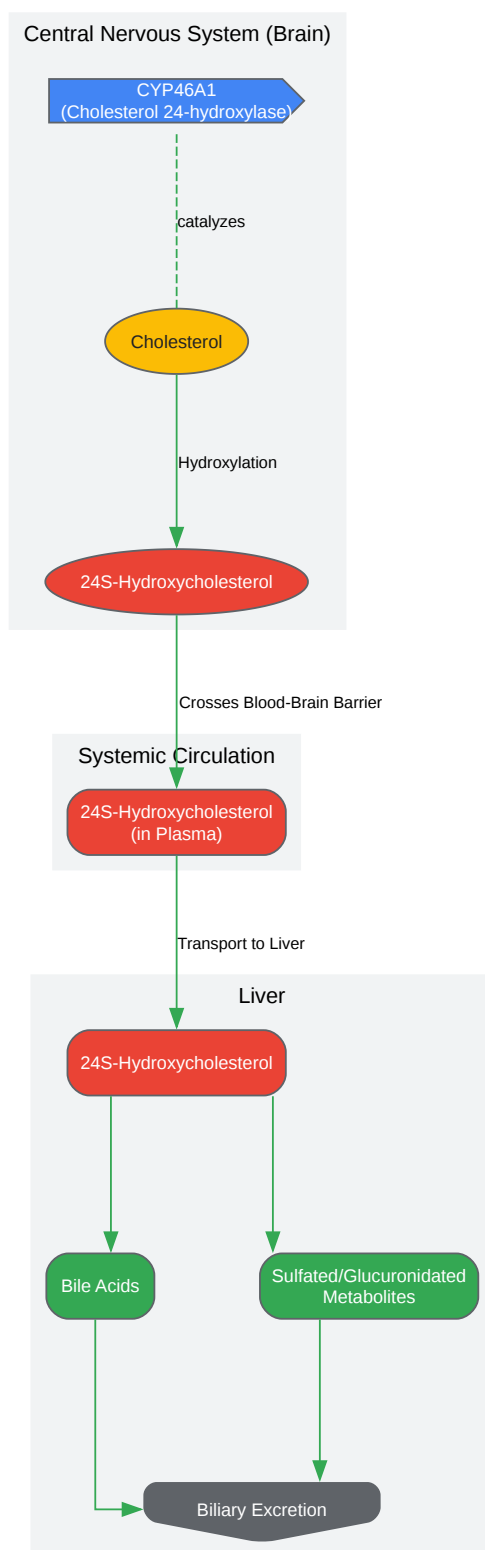 Central Nervous System (Brain)
CYP46A1
(Cholesterol 24-hydroxylase)
catalyzes
Cholesterol
Hydroxylation
24S-Hydroxycholesterol
Crosses Blood-Brain Barrier
Systemic Circulation
24S-Hydroxycholesterol
(in Plasma)
Transport to Liver
Liver
24S-Hydroxycholesterol
Bile Acids
Sulfated/Glucuronidated
Metabolites
Biliary Excretion